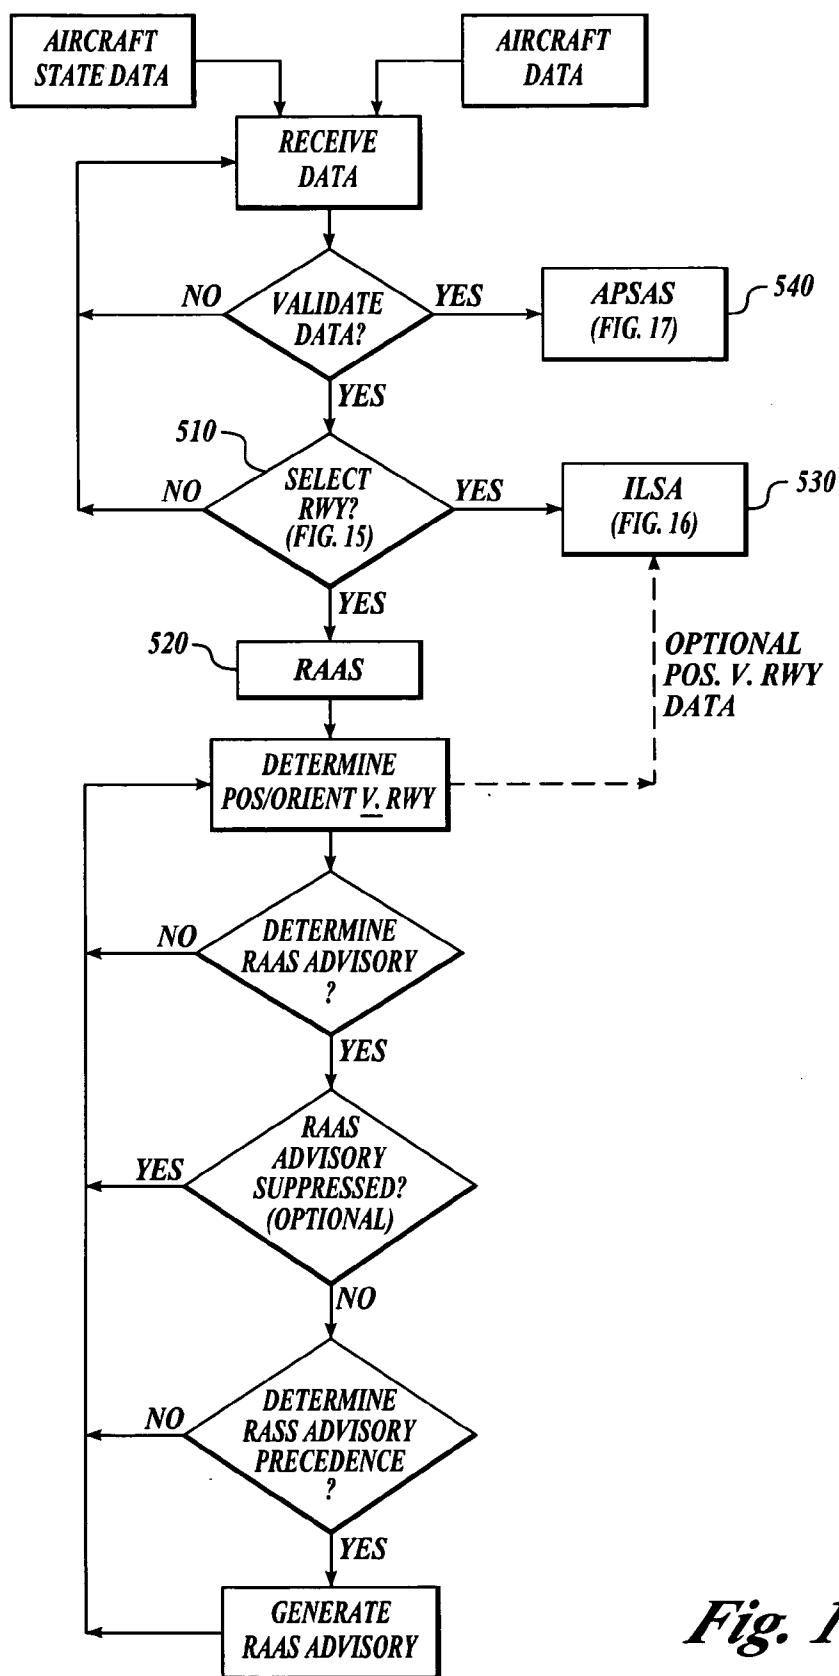 AIRCRAFT
STATE DATA
AIRCRAFT
DATA
RECEIVE
DATA
NO
VALIDATE
DATA?
YES
APSAS
(FIG. 17)
540
YES
510
NO
SELECT
RWY?
(FIG. 15)
YES
ILSA
(FIG. 16)
530
YES
520
RAAS
OPTIONAL
POS. V. RWY
DATA
DETERMINE
POS/ORIENT V. RWY
NO
DETERMINE
RAAS ADVISORY
?
YES
YES
RAAS
ADVISORY
SUPPRESSED?
(OPTIONAL)
NO
NO
DETERMINE
RASS ADVISORY
PRECEDENCE
?
YES
GENERATE
RAAS ADVISORY
Fig.